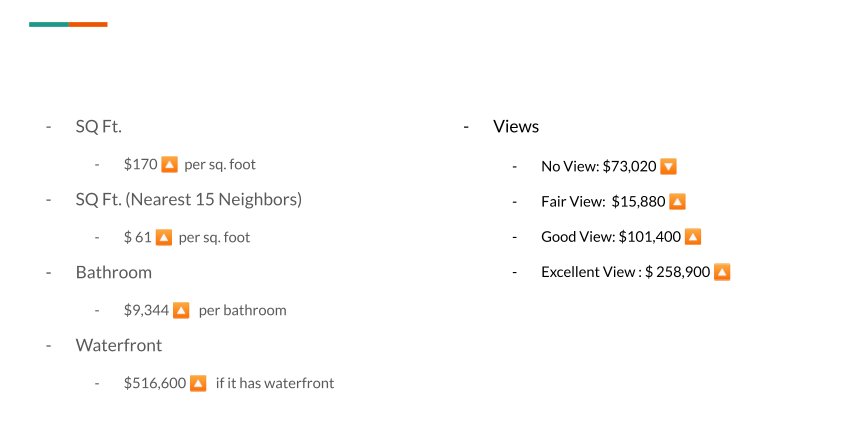 - SQ Ft.
- $170 🔼 per sq. foot
- SQ Ft. (Nearest 15 Neighbors)
- $ 61 🔼 per sq. foot
- Bathroom
- $9,344 🔼 per bathroom
- Waterfront
- $516,600 🔼 if it has waterfront
- Views
- No View: $73,020 🔽
- Fair View: $15,880 🔼
- Good View: $101,400 🔼
- Excellent View : $ 258,900 🔼